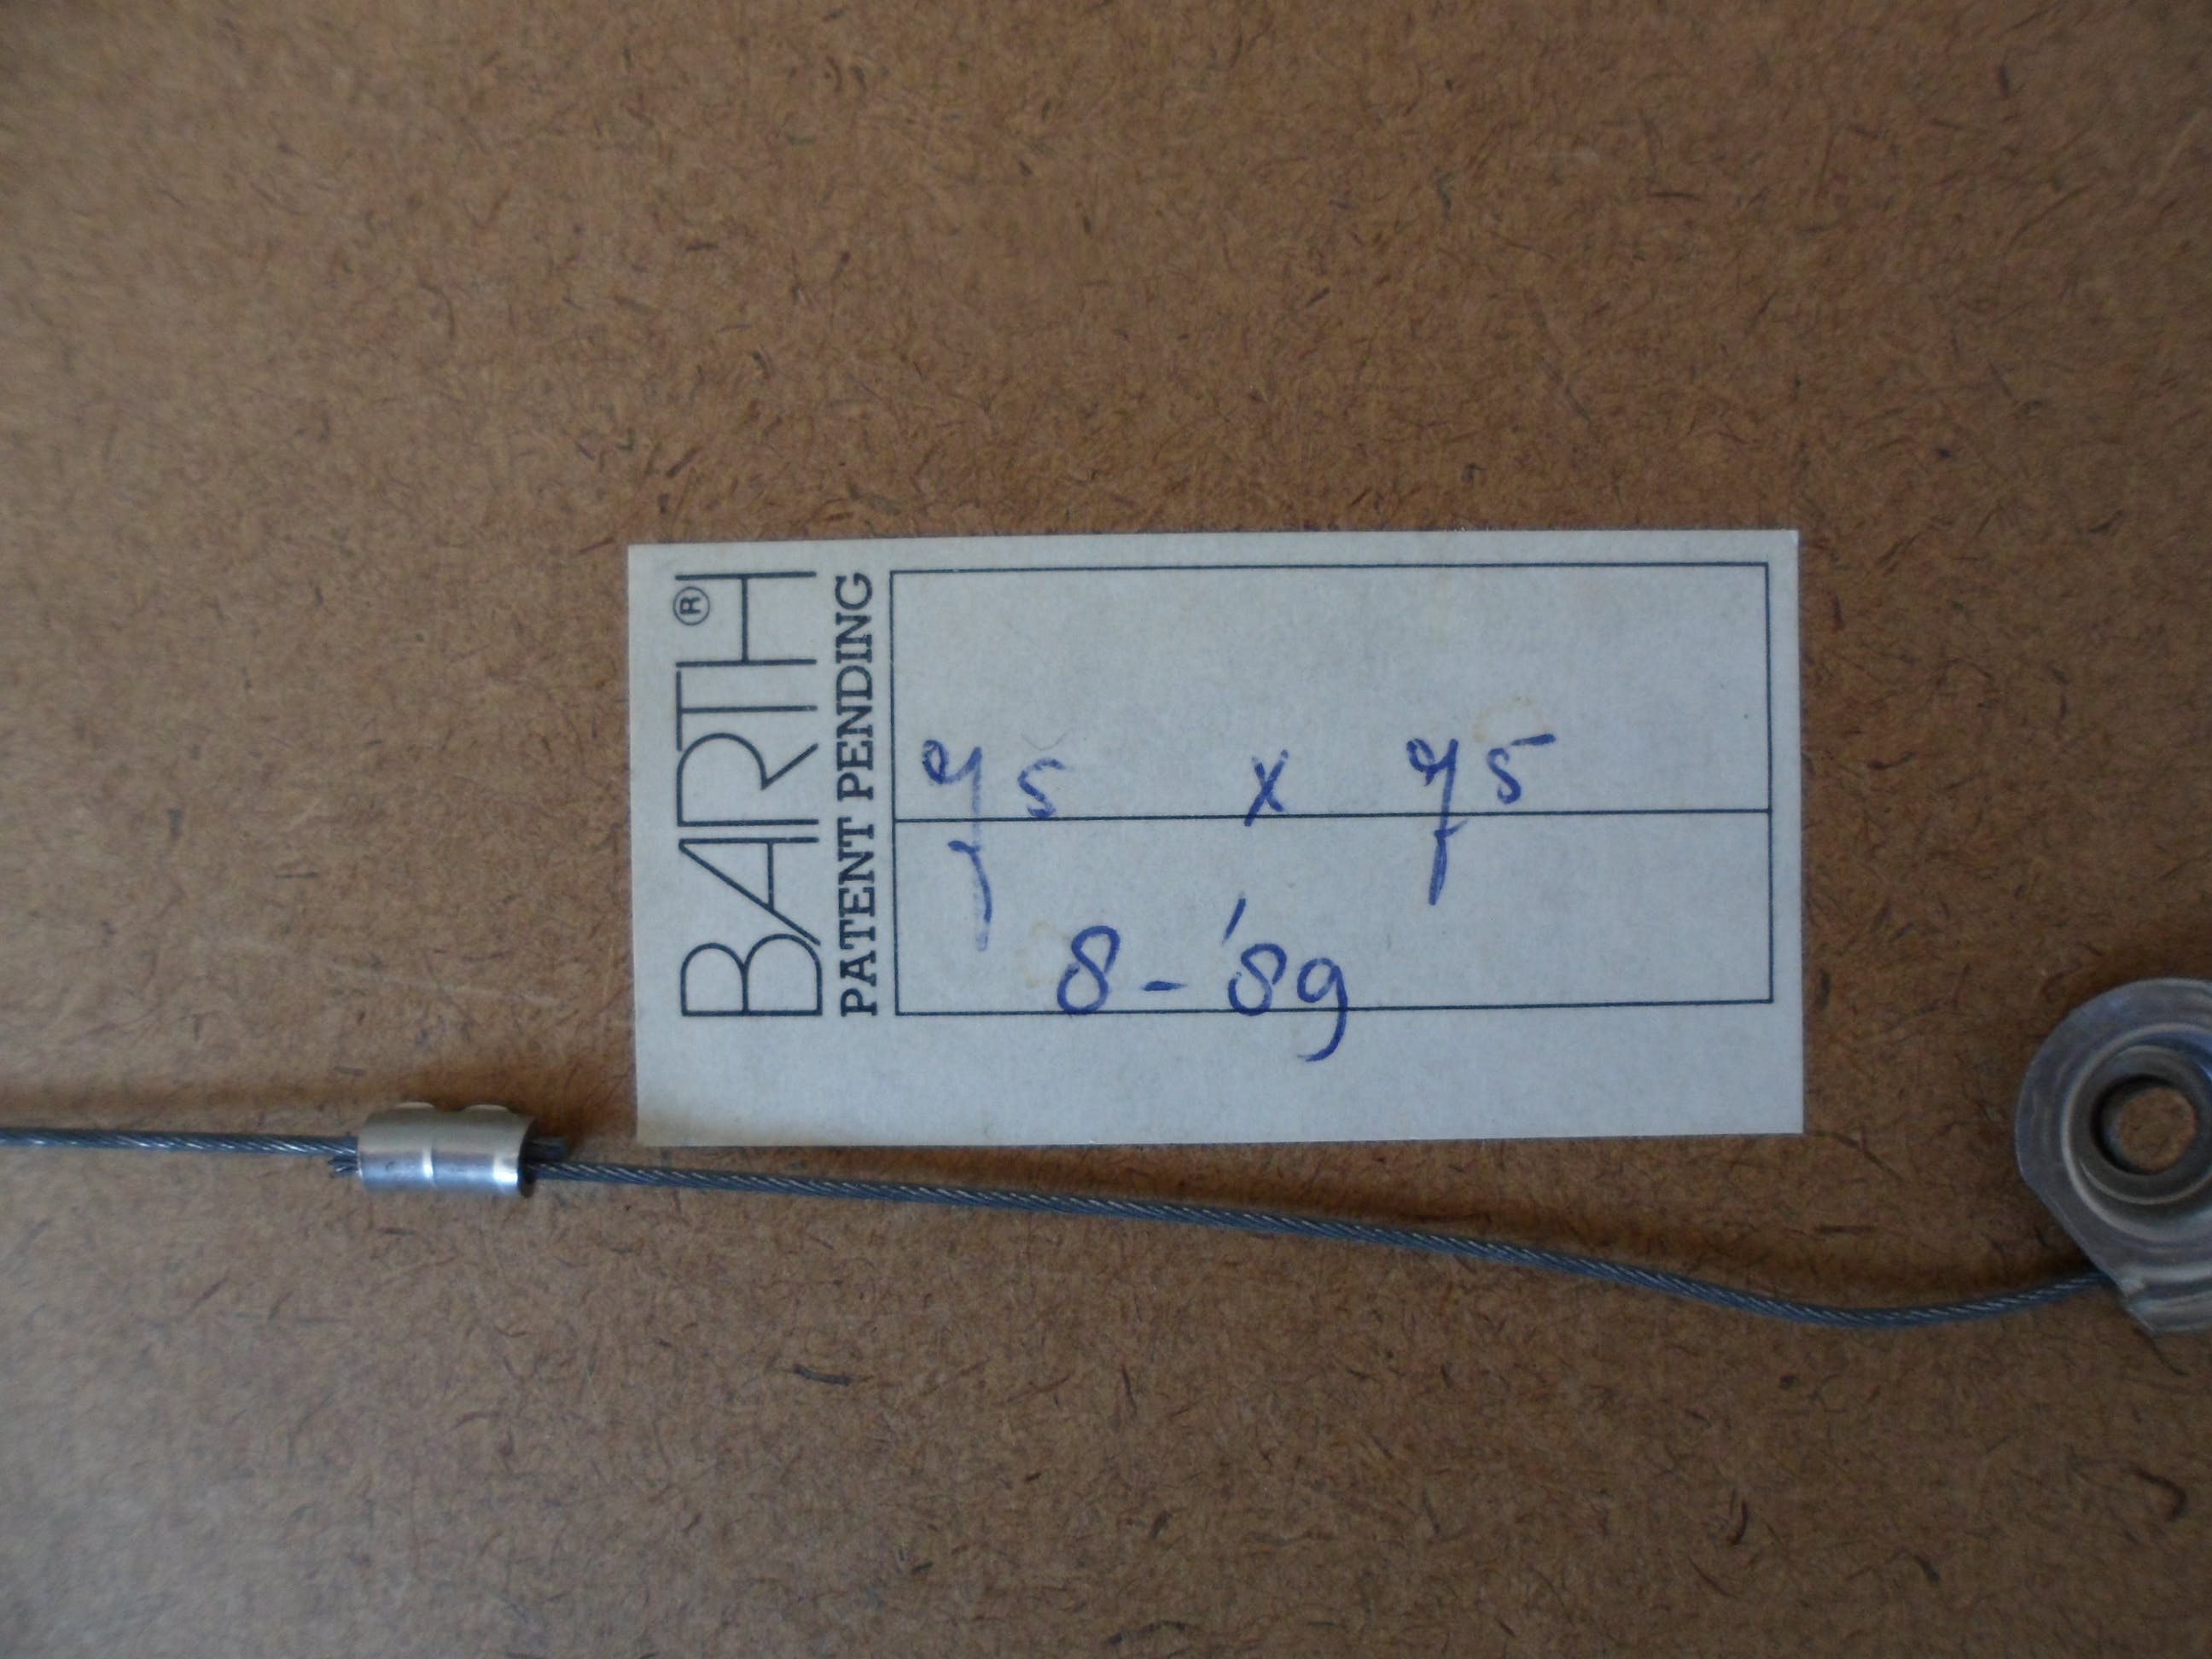 BARTH®
PATENT PENDING
75 x 75
8-'89